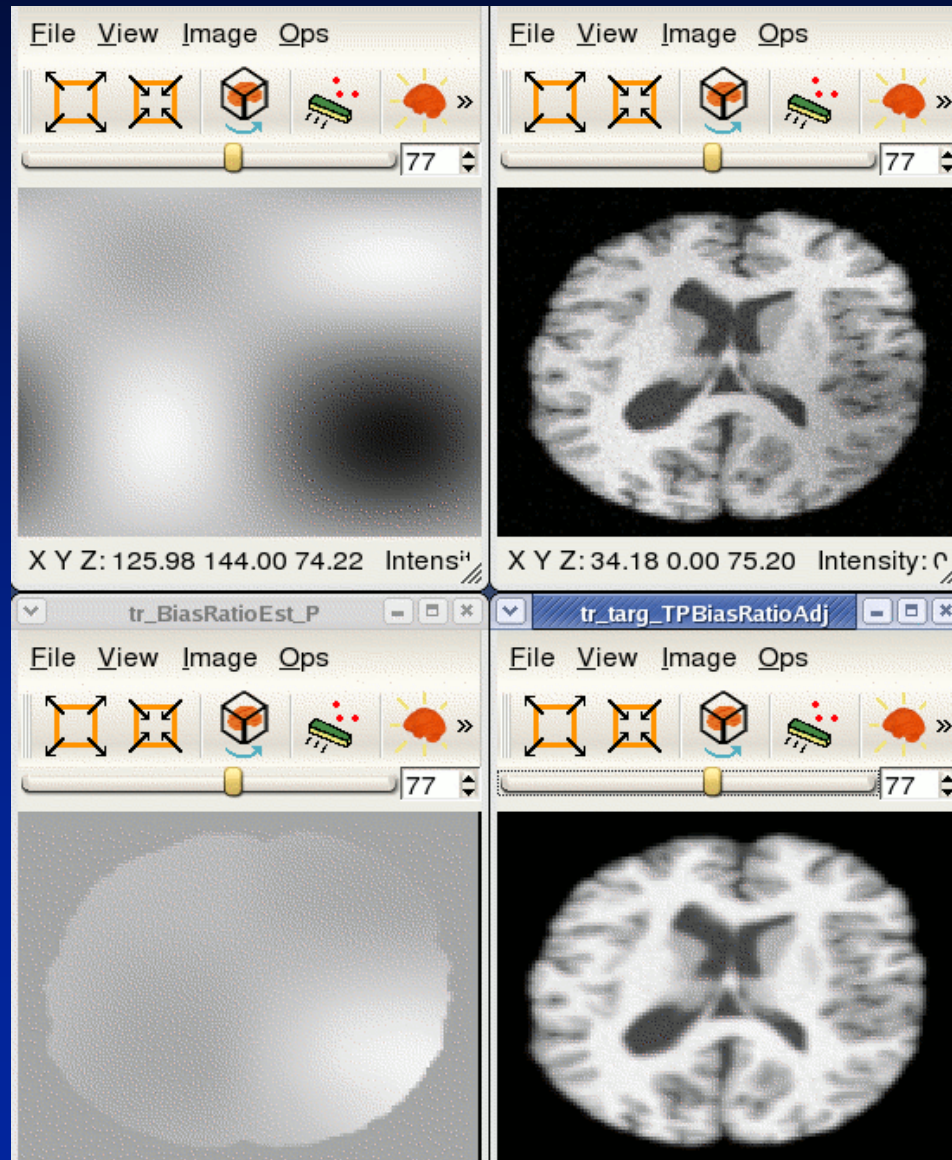 File View Image Ops
»
77
X Y Z: 125.98 144.00 74.22
File View Image Ops
»
77
X Y Z: 34.18 0.00 75.20 Intensity:
tr_BiasRatioEst_P
File View Image Ops
»
77
tr_targ_TPBiasRatioAdj
File View Image Ops
»
77